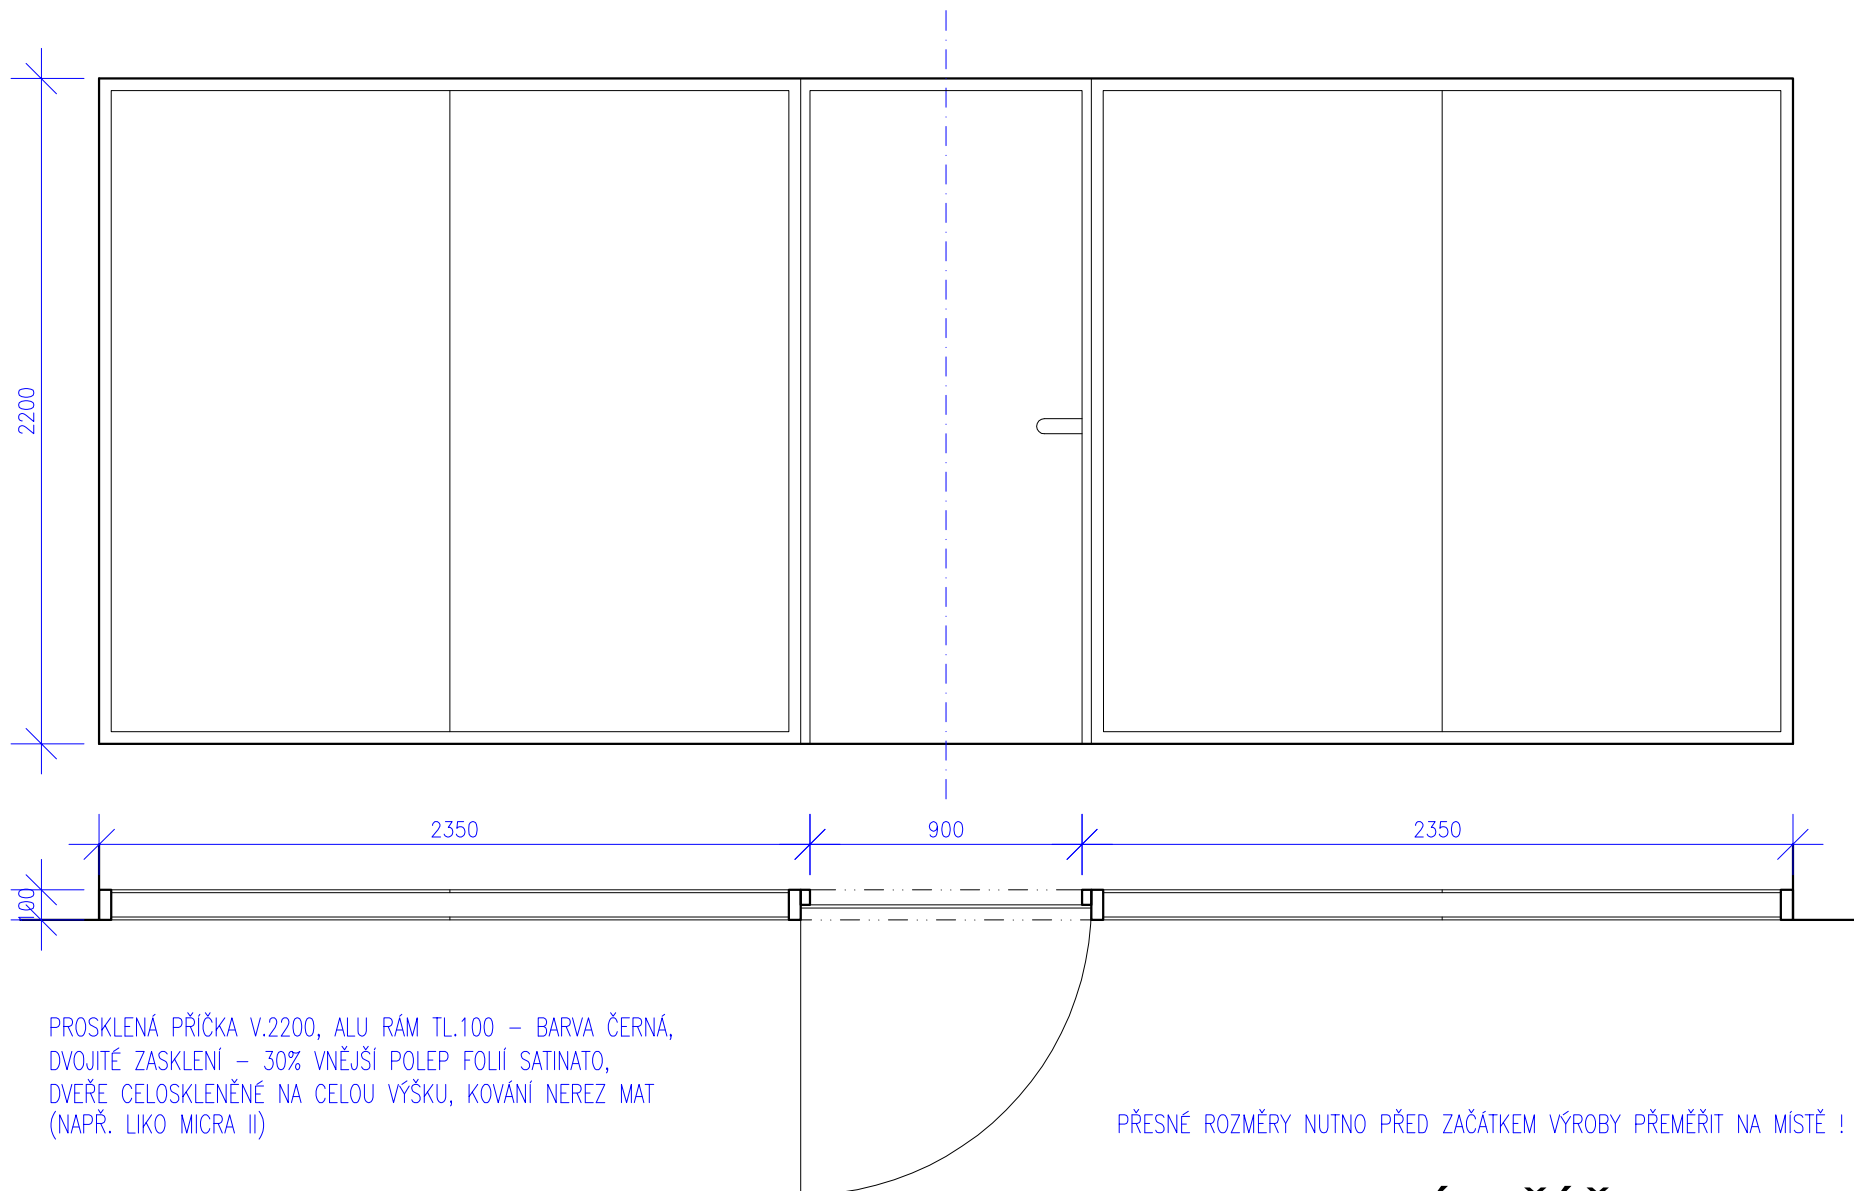 2200
2350 900 2350
100
PROSKLENÁ PŘÍČKA V.2200, ALU RÁM TL.100 – BARVA ČERNÁ,
DVOJITÉ ZASKLENÍ – 30% VNĚJŠÍ POLEP FOLIÍ SATINATO,
DVEŘE CELOSKLENĚNÉ NA CELOU VÝŠKU, KOVÁNÍ NEREZ MAT
(NAPŘ. LIKO MICRA II)
PŘESNÉ ROZMĚRY NUTNO PŘED ZAČÁTKEM VÝROBY PŘEMĚŘIT NA MÍSTĚ !